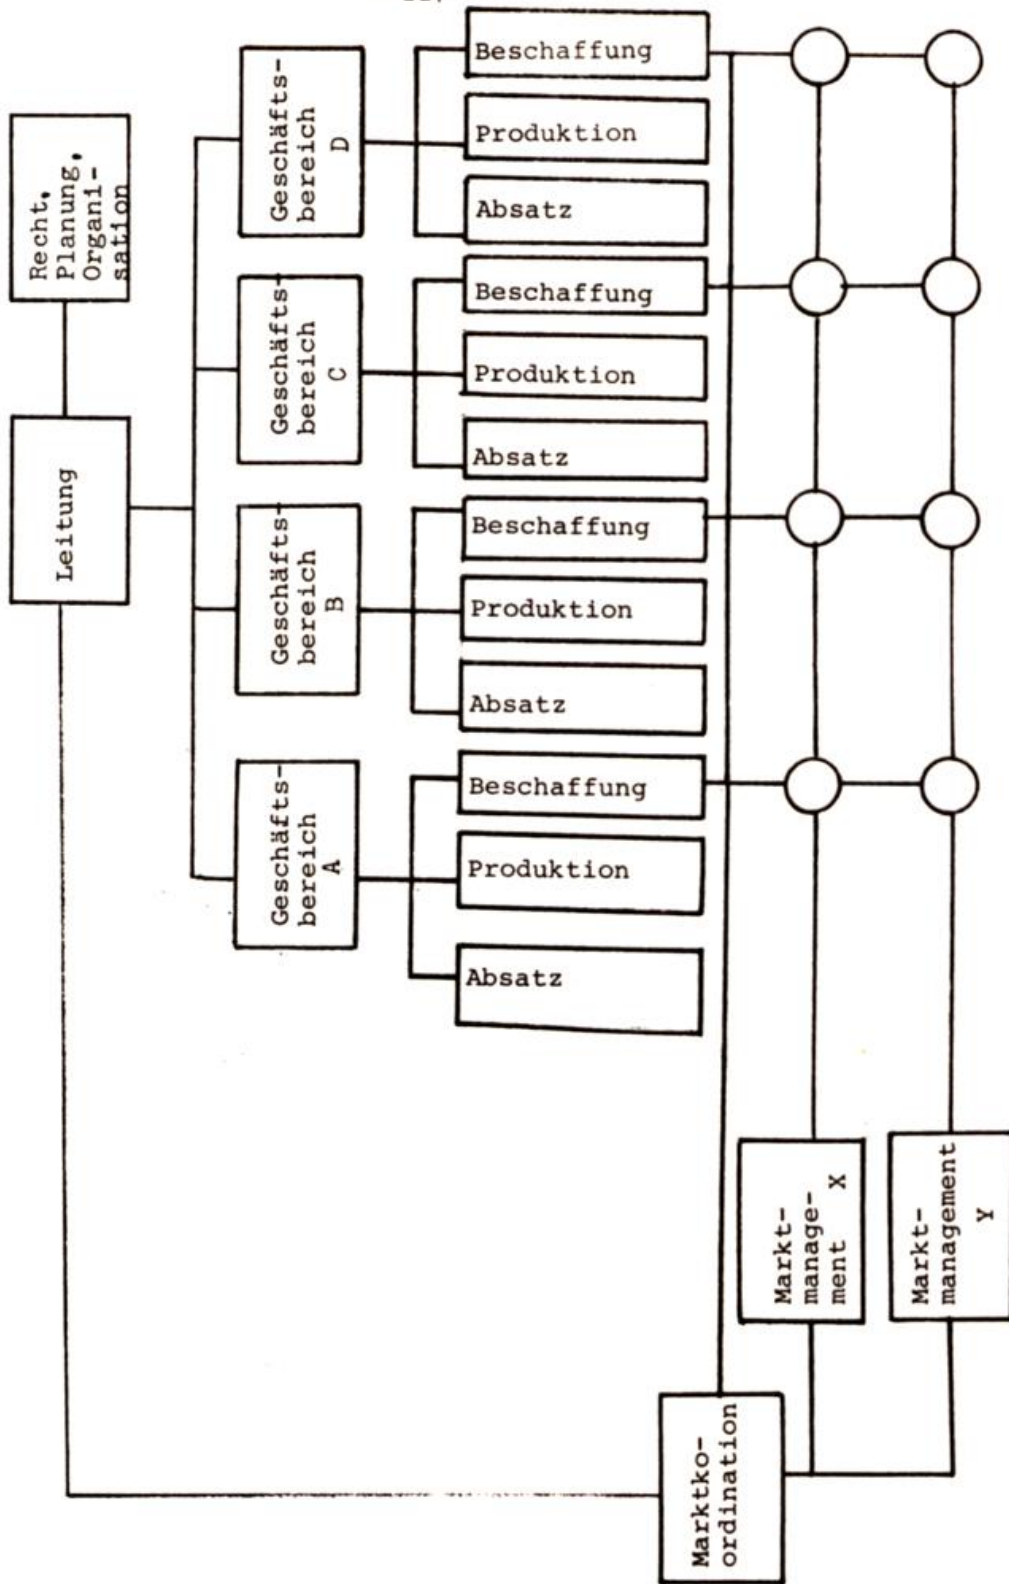 Recht,
Planung,
Organi-
sation
Leitung
Geschäfts-
bereich
D
Geschäfts-
bereich
C
Geschäfts-
bereich
B
Geschäfts-
bereich
A
Beschaffung
Produktion
Absatz
Beschaffung
Produktion
Absatz
Beschaffung
Produktion
Absatz
Beschaffung
Produktion
Absatz
Markt-
manage-
ment X
Markt-
management
Y
Marktko-
ordination